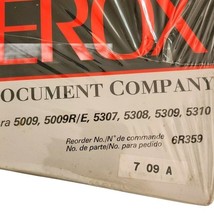 EROX
DOCUMENT COMPANY
ra 5009, 5009R/E, 5307, 5308, 5309, 5310
Reorder No./N° de commande
No. de parte/No. para pedido 6R359
7 09 A